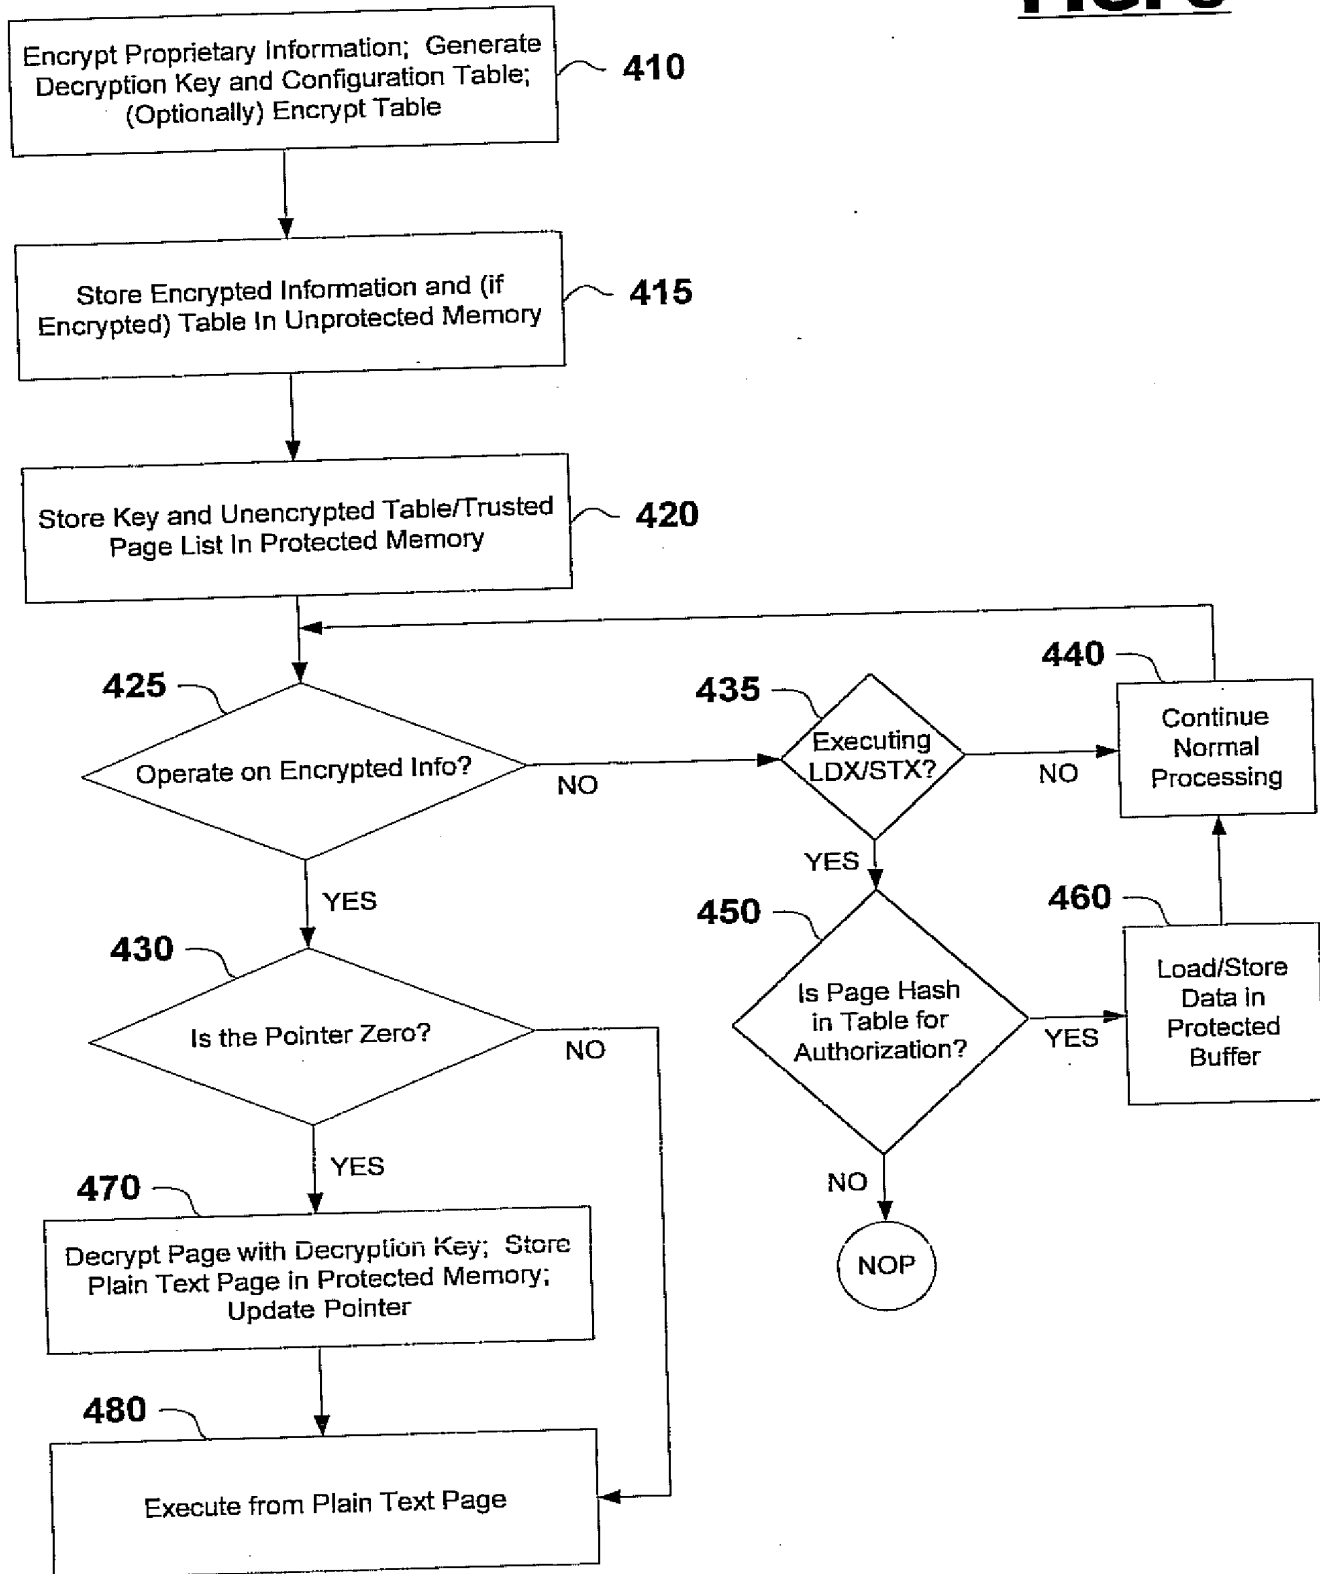 Encrypt Proprietary Information; Generate
Decryption Key and Configuration Table;
(Optionally) Encrypt Table
410
Store Encrypted Information and (if
Encrypted) Table In Unprotected Memory
415
Store Key and Unencrypted Table/Trusted
Page List In Protected Memory
420
425
Operate on Encrypted Info?
NO
YES
435
Executing
LDX/STX?
NO
YES
440
Continue
Normal
Processing
430
Is the Pointer Zero?
NO
YES
450
Is Page Hash
in Table for
Authorization?
YES
NO
460
Load/Store
Data in
Protected
Buffer
NOP
470
Decrypt Page with Decryption Key; Store
Plain Text Page in Protected Memory;
Update Pointer
480
Execute from Plain Text Page